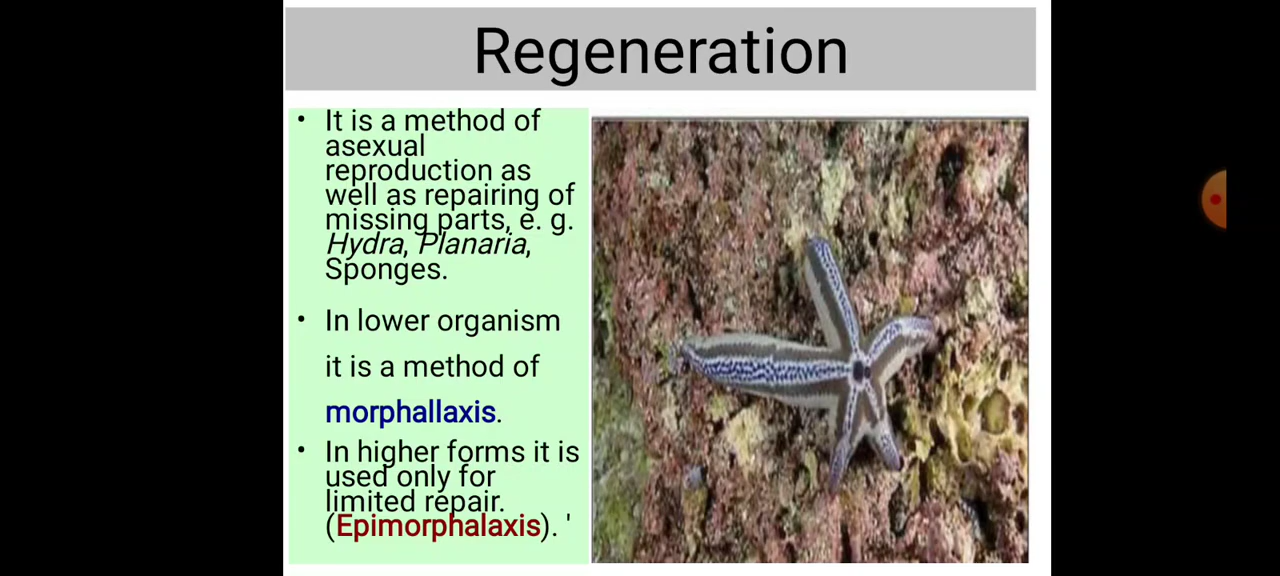 Regeneration
• It is a method of
asexual
reproduction as
well as repairing of
missing parts, e. g.
Hydra, Planaria,
Sponges.
• In lower organism
it is a method of
morphallaxis.
• In higher forms it is
used only for
limited repair.
(Epimorphalaxis). '